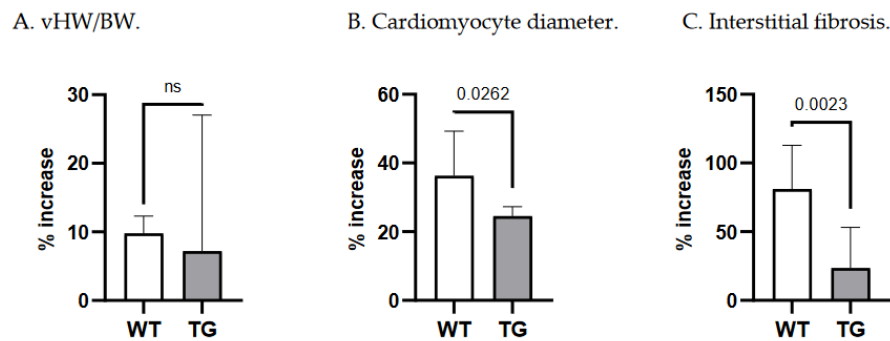 A. vHW/BW.
B. Cardiomyocyte diameter.
C. Interstitial fibrosis.
% increase
30
20
10
0
ns
WT TG
% increase
60
40
20
0
0.0262
WT TG
% increase
150
100
50
0
0.0023
WT TG